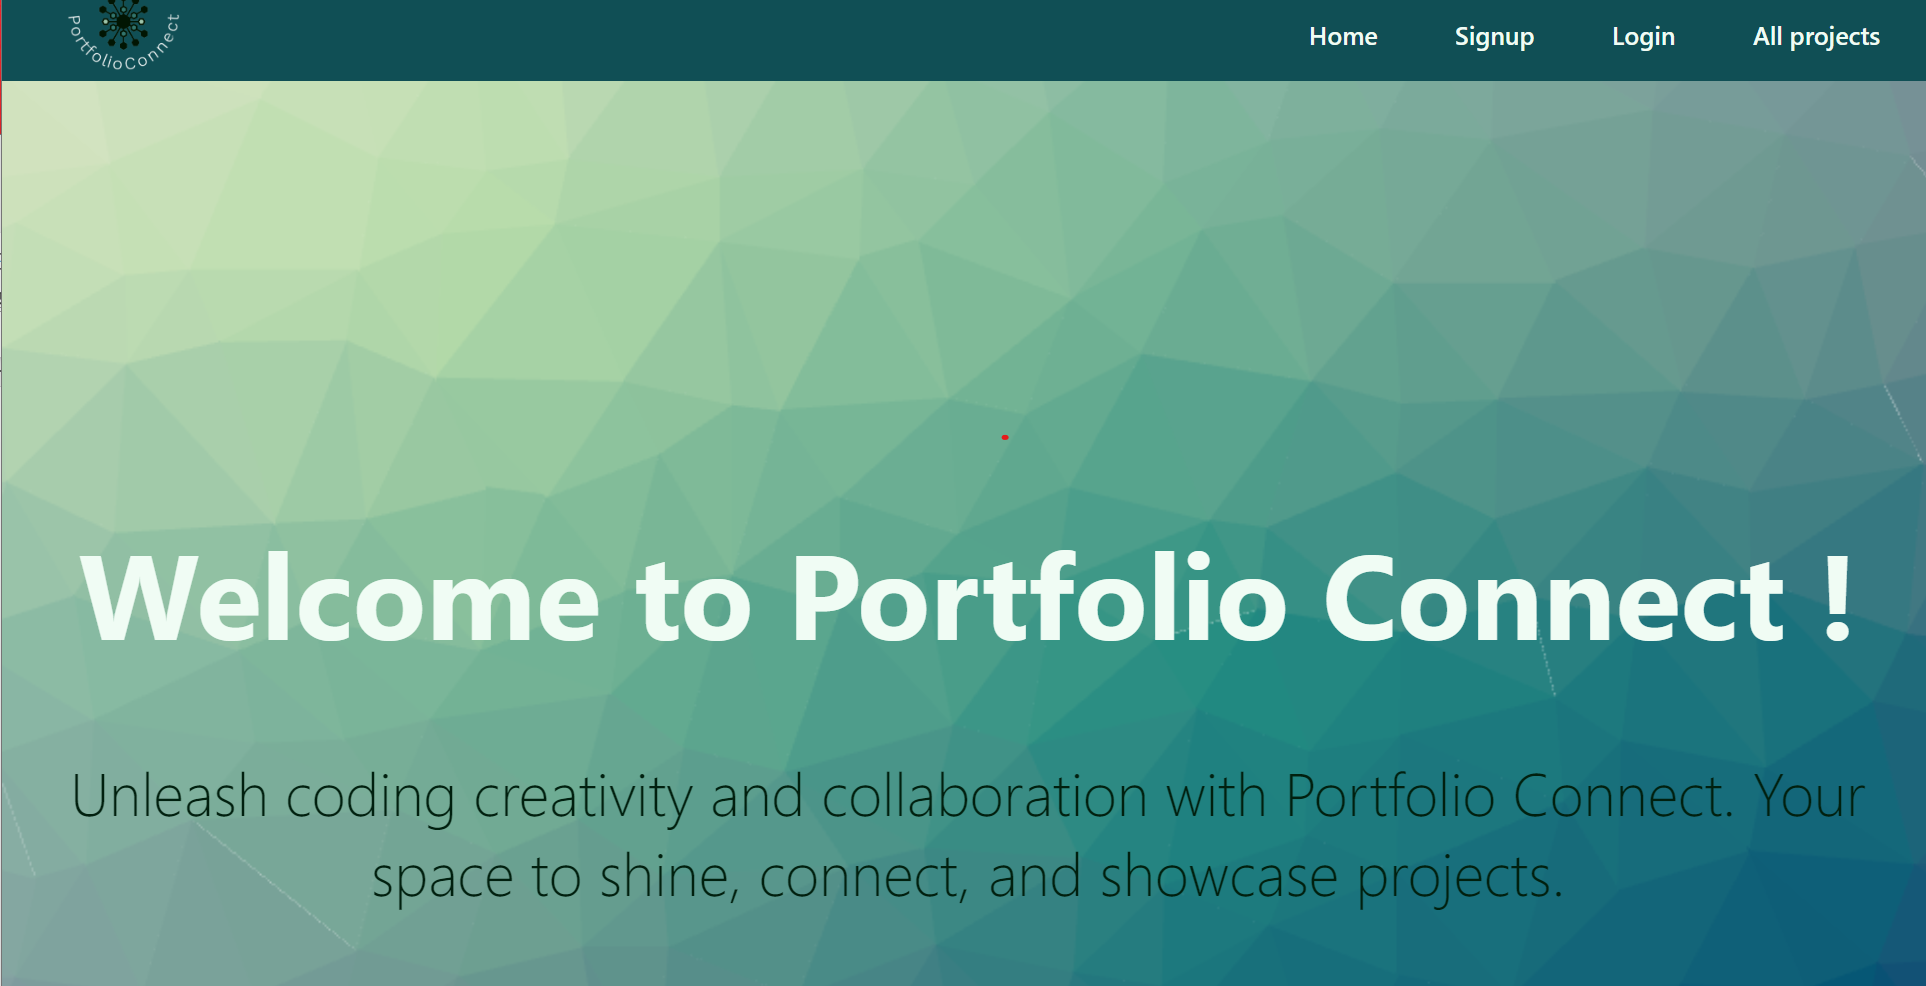 PortfolioConnect
Home Signup Login All projects
Welcome to Portfolio Connect !
Unleash coding creativity and collaboration with Portfolio Connect. Your
space to shine, connect, and showcase projects.